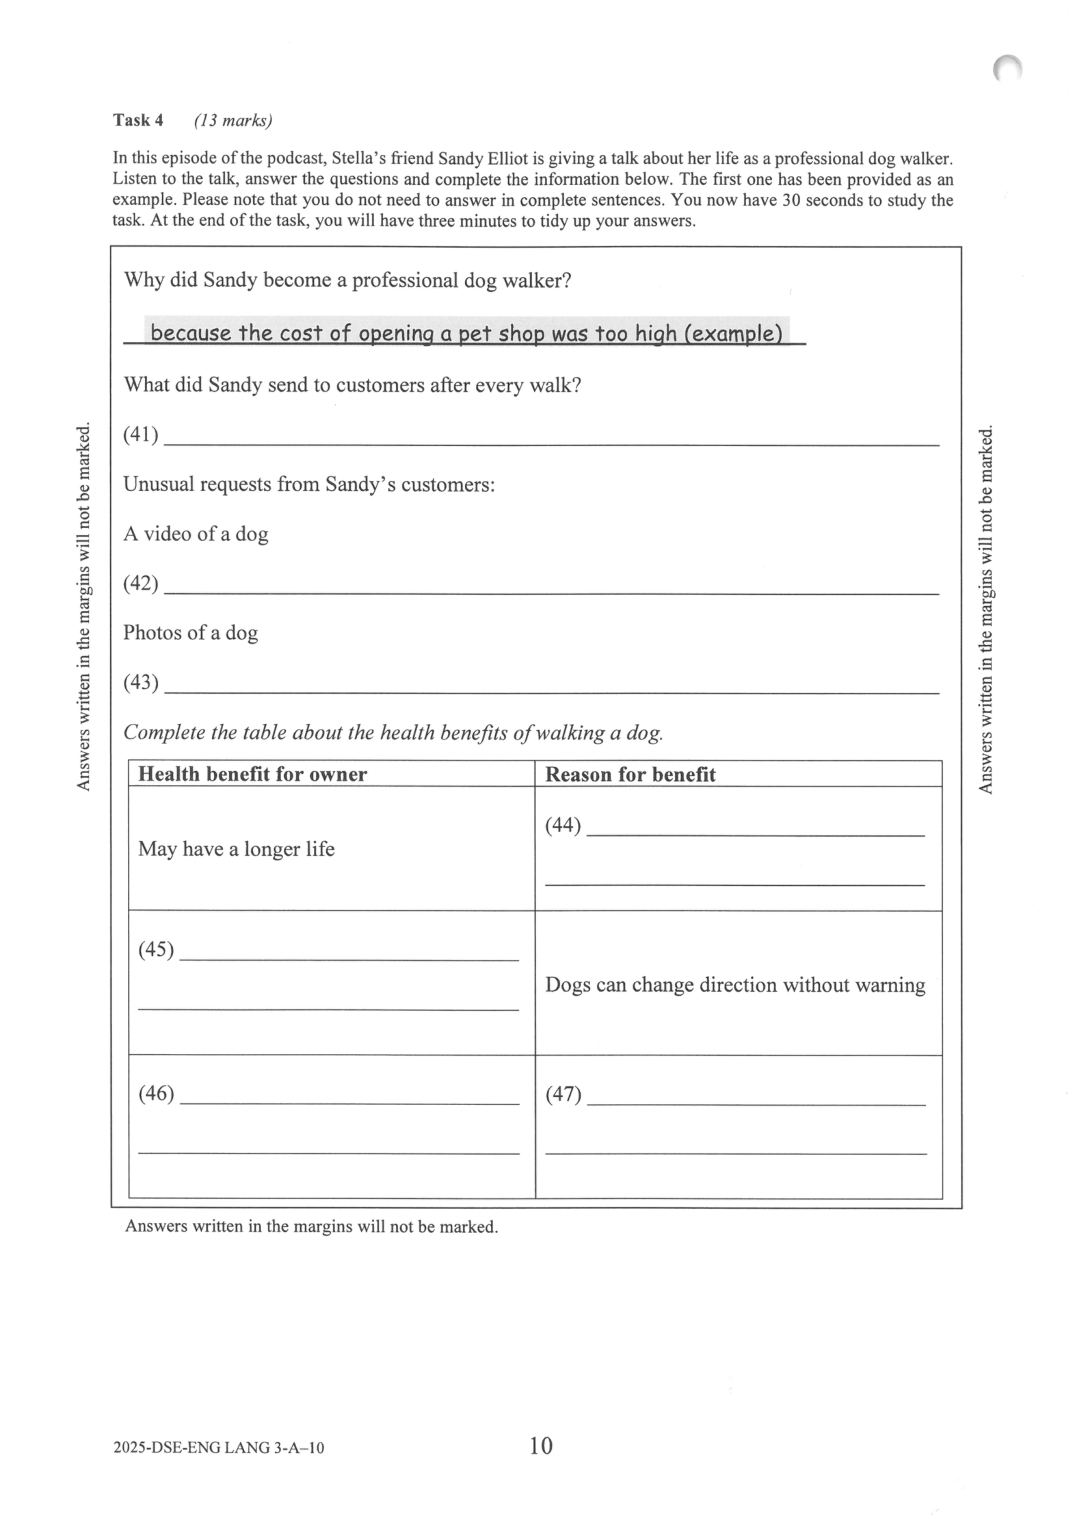 Task 4 (13 marks)
In this episode of the podcast, Stella's friend Sandy Elliot is giving a talk about her life as a professional dog walker.
Listen to the talk, answer the questions and complete the information below. The first one has been provided as an
example. Please note that you do not need to answer in complete sentences. You now have 30 seconds to study the
task. At the end of the task, you will have three minutes to tidy up your answers.
Why did Sandy become a professional dog walker?
because the cost of opening a pet shop was too high (example)
What did Sandy send to customers after every walk?
(41)
Unusual requests from Sandy's customers:
A video of a dog
(42)
Photos of a dog
(43)
Complete the table about the health benefits of walking a dog.
Health benefit for owner
Reason for benefit
May have a longer life
(44)
(45)
Dogs can change direction without warning
(46)
(47)
Answers written in the margins will not be marked.
Answers written in the margins will not be marked.
Answers written in the margins will not be marked.
2025-DSE-ENG LANG 3-A–10
10